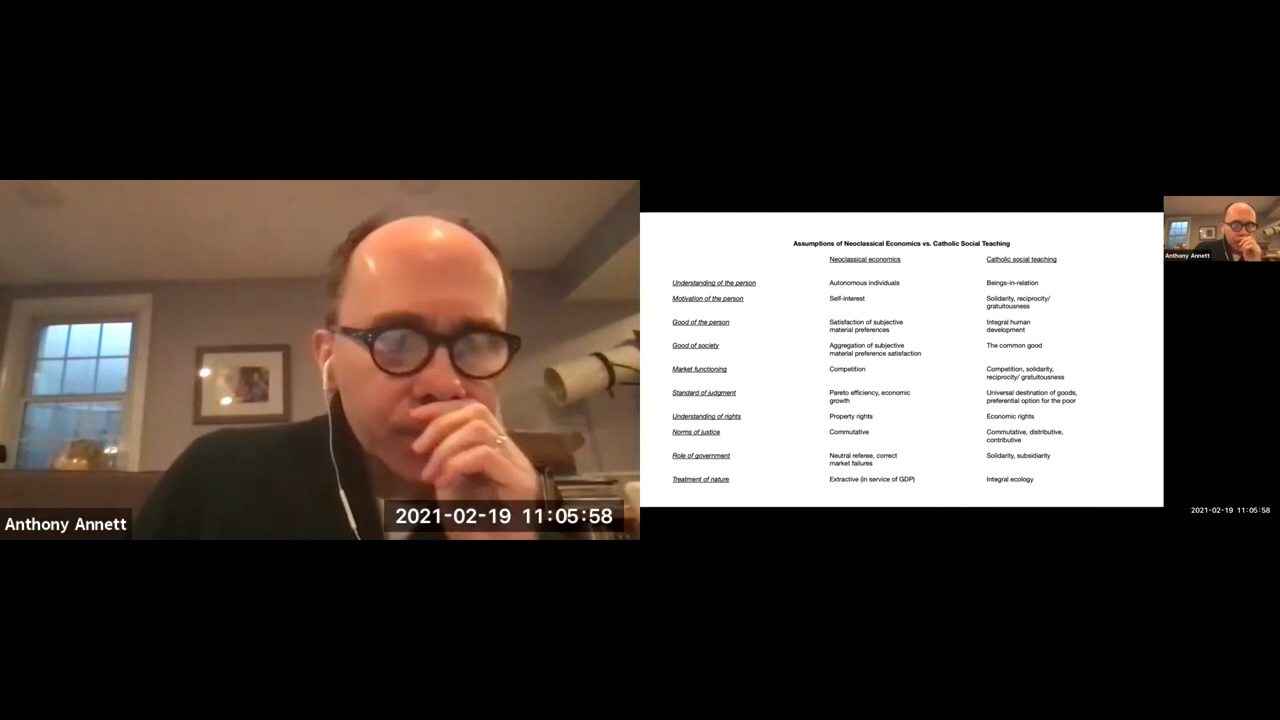 Anthony Annett
2021-02-19 11:05:58
Assumptions of Neoclassical Economics vs. Catholic Social Teaching
Neoclassical economics
Catholic social teaching
Understanding of the person
Autonomous individuals
Beings-in-relation
Motivation of the person
Self-interest
Solidarity, reciprocity/
gratuitousness
Good of the person
Satisfaction of subjective
material preferences
Integral human
development
Good of society
Aggregation of subjective
material preference satisfaction
The common good
Market functioning
Competition
Competition, solidarity,
reciprocity/ gratuitousness
Standard of judgment
Pareto efficiency, economic
growth
Universal destination of goods,
preferential option for the poor
Understanding of rights
Property rights
Economic rights
Norms of justice
Commutative
Commutative, distributive,
contributive
Role of government
Neutral referee, correct
market failures
Solidarity, subsidiarity
Treatment of nature
Extractive (in service of GDP)
Integral ecology
Anthony Annett
2021-02-19 11:05:58